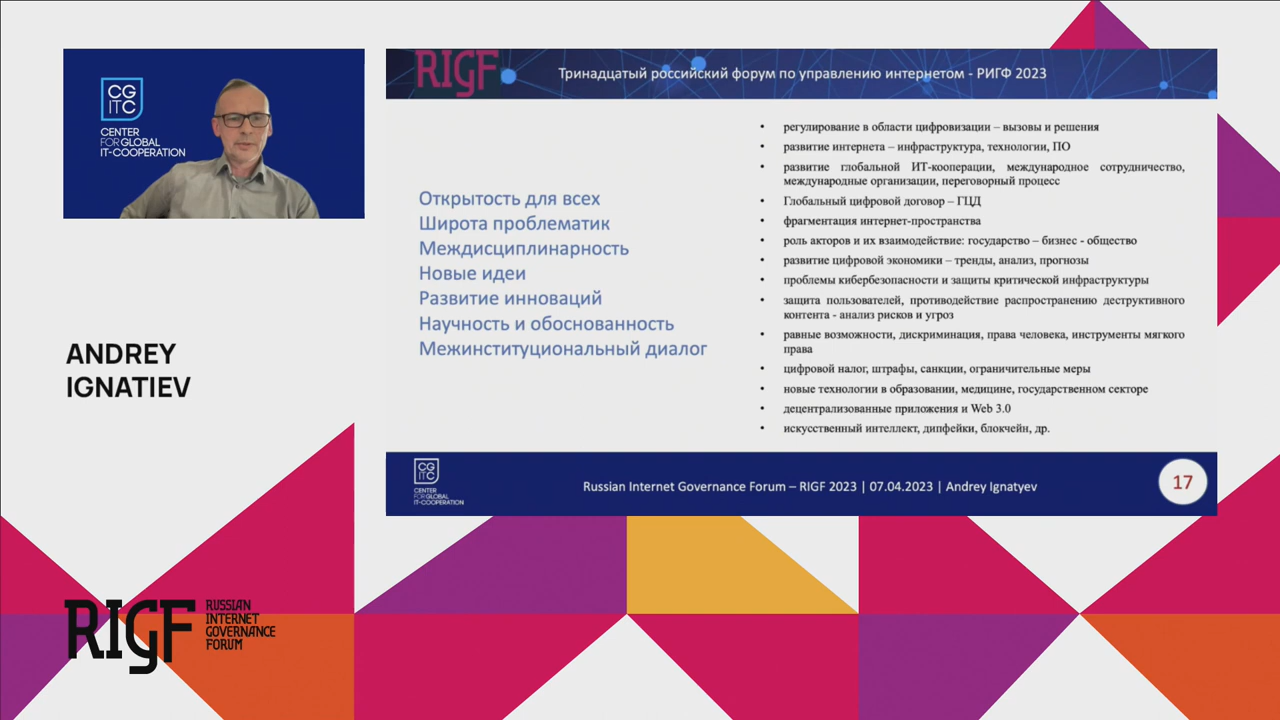 CG
ITC
CENTER
FOR GLOBAL
IT-COOPERATION
ANDREY
IGNATIEV
RIGF
RUSSIAN
INTERNET
GOVERNANCE
FORUM
RIGF
Тринадцатый российский форум по управлению интернетом - РИГФ 2023
Открытость для всех
Широта проблематик
Междисциплинарность
Новые идеи
Развитие инноваций
Научность и обоснованность
Межинституциональный диалог
• регулирование в области цифровизации – вызовы и решения
• развитие интернета – инфраструктура, технологии, ПО
• развитие глобальной ИТ-кооперации, международное сотрудничество,
международные организации, переговорный процесс
• Глобальный цифровой договор – ГЦД
• фрагментация интернет-пространства
• роль акторов и их взаимодействие: государство – бизнес - общество
• развитие цифровой экономики – тренды, анализ, прогнозы
• проблемы кибербезопасности и защиты критической инфраструктуры
• защита пользователей, противодействие распространению деструктивного
контента - анализ рисков и угроз
• равные возможности, дискриминация, права человека, инструменты мягкого
права
• цифровой налог, штрафы, санкции, ограничительные меры
• новые технологии в образовании, медицине, государственном секторе
• децентрализованные приложения и Web 3.0
• искусственный интеллект, дипфейки, блокчейн, др.
CG
ITC
CENTER
FOR GLOBAL
IT-COOPERATION
Russian Internet Governance Forum – RIGF 2023 | 07.04.2023 | Andrey Ignatyev
17